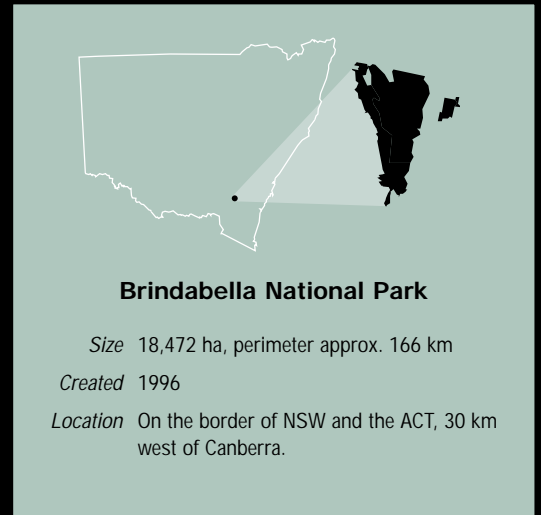 Brindabella National Park
Size 18,472 ha, perimeter approx. 166 km
Created 1996
Location On the border of NSW and the ACT, 30 km
west of Canberra.